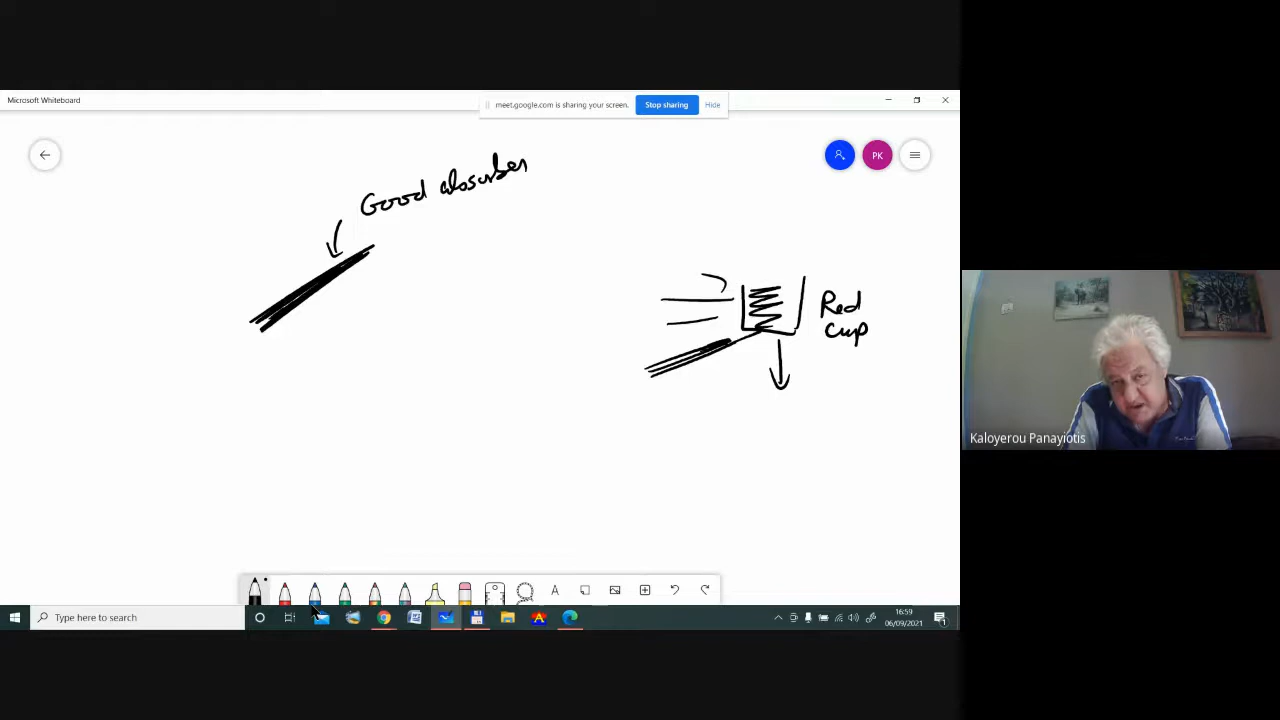 Microsoft Whiteboard
meet.google.com is sharing your screen.
Stop sharing
Hide
PK
Good absorber
Red
cup
Kaloyerou Panayiotis
A
Type here to search
16:59
06/09/2021